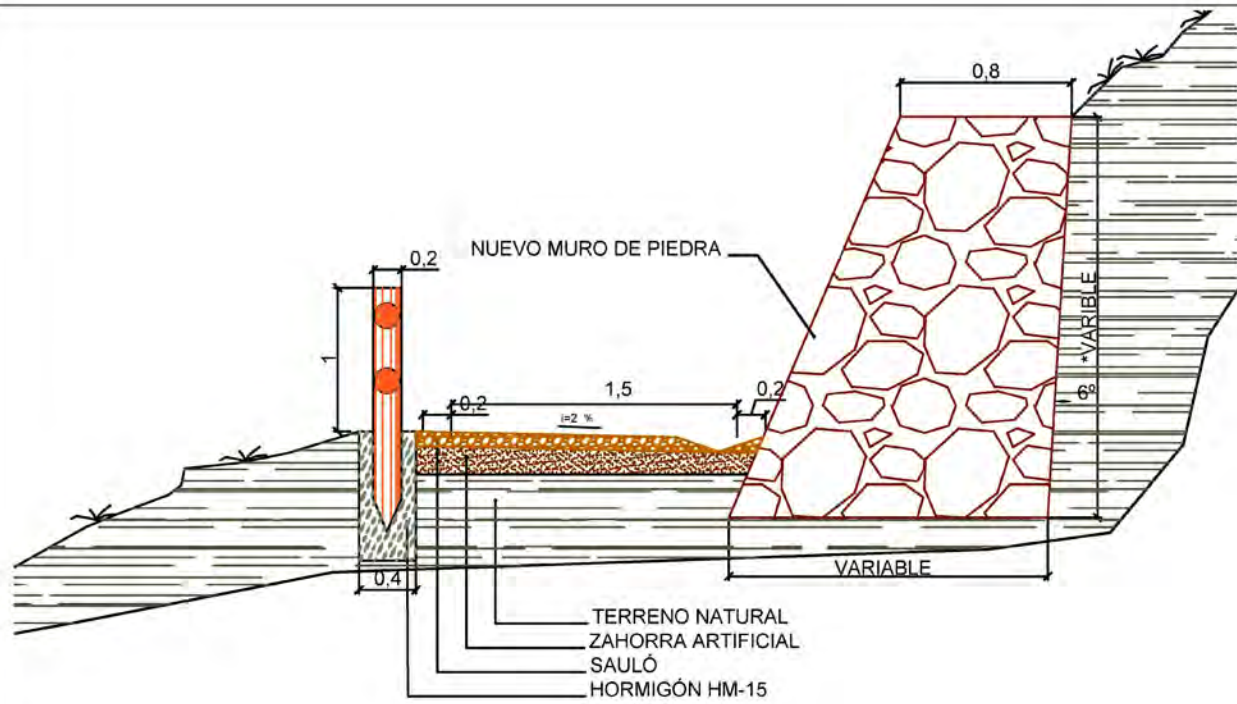 0,8
NUEVO MURO DE PIEDRA
0,2
1
*VARIBLE
1,5
0,2
0,2
i=2 %
6º
0,4
VARIABLE
TERRENO NATURAL
ZAHORRA ARTIFICIAL
SAULÓ
HORMIGÓN HM-15